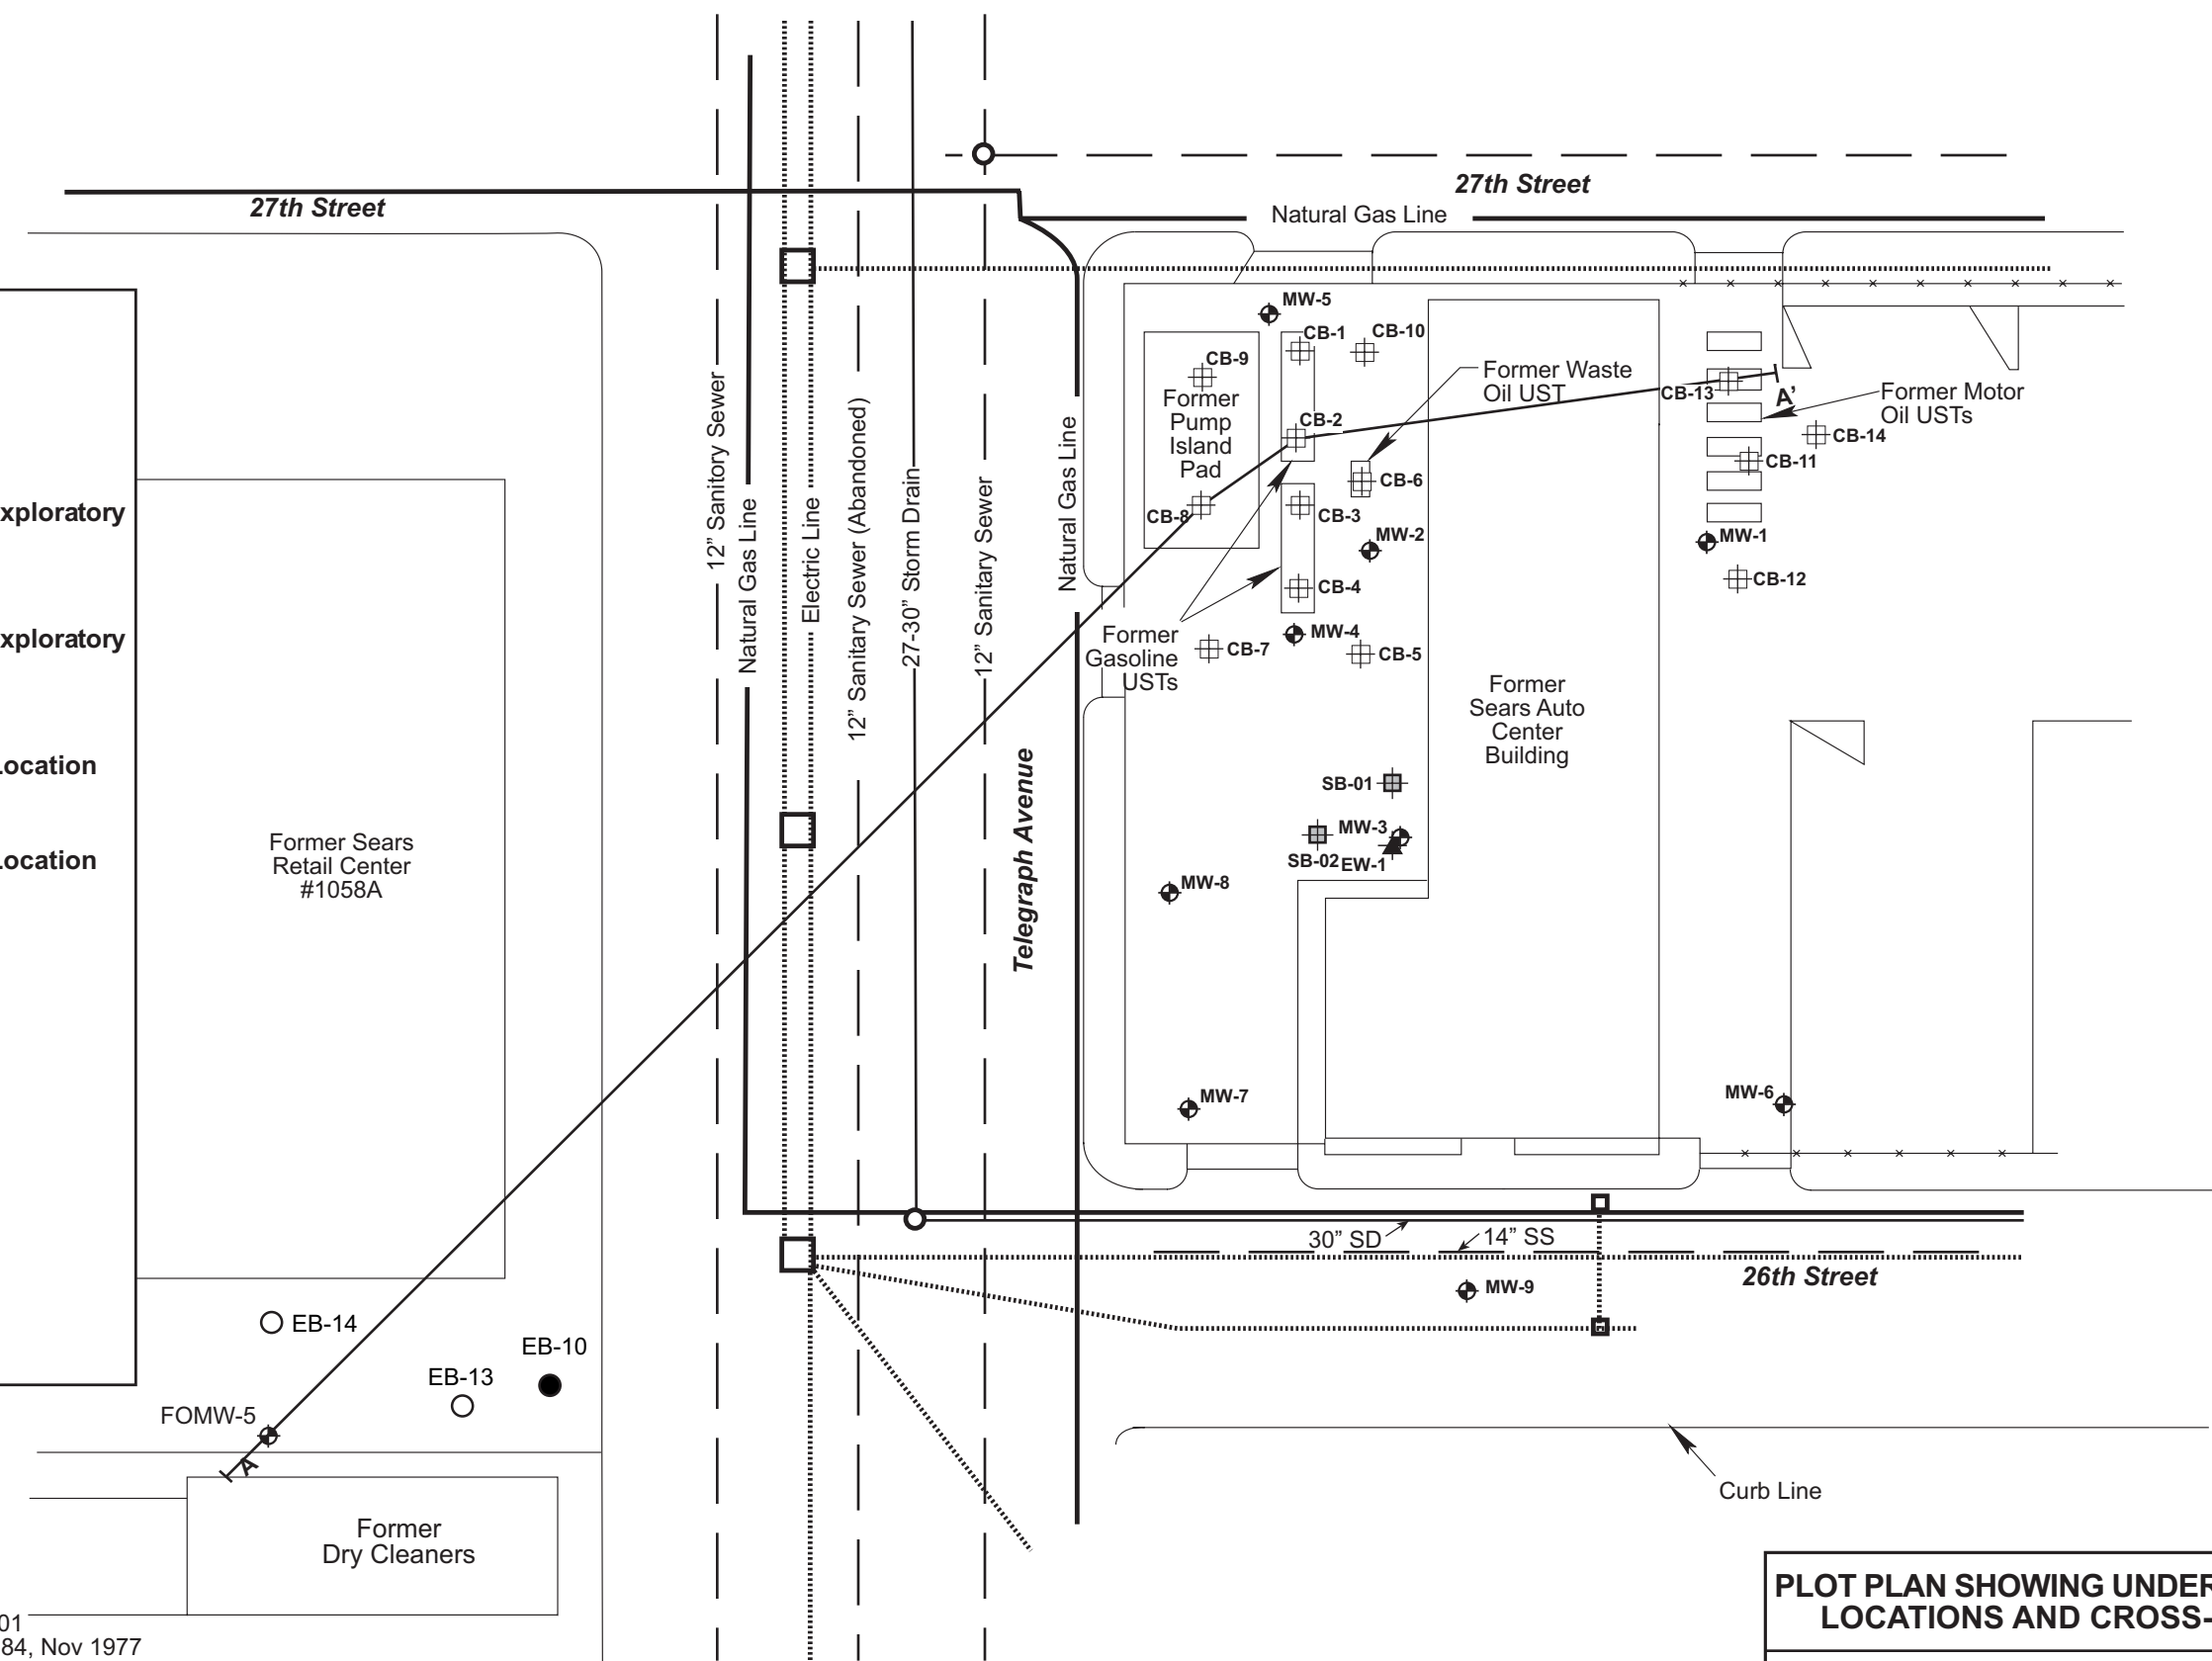 27th Street
27th Street
Natural Gas Line
MW-5
CB-1
CB-10
CB-9
Former
Pump
Island
Pad
CB-2
Former Waste
Oil UST
CB-13
A’
Former Motor
Oil USTs
CB-14
CB-11
CB-6
CB-8
CB-3
MW-2
MW-1
CB-12
CB-4
MW-4
CB-7
CB-5
Former
Gasoline
USTs
12” Sanitory Sewer
Natural Gas Line
Electric Line
12” Sanitary Sewer (Abandoned)
27-30” Storm Drain
12” Sanitary Sewer
Natural Gas Line
Telegraph Avenue
Former
Sears Auto
Center
Building
SB-01
MW-3
SB-02
EW-1
MW-8
MW-7
MW-6
xploratory
xploratory
ocation
ocation
Former Sears
Retail Center
#1058A
30” SD
14” SS
26th Street
MW-9
EB-14
EB-10
EB-13
FOMW-5
A
Curb Line
Former
Dry Cleaners
01
84, Nov 1977
PLOT PLAN SHOWING UNDER
LOCATIONS AND CROSS-